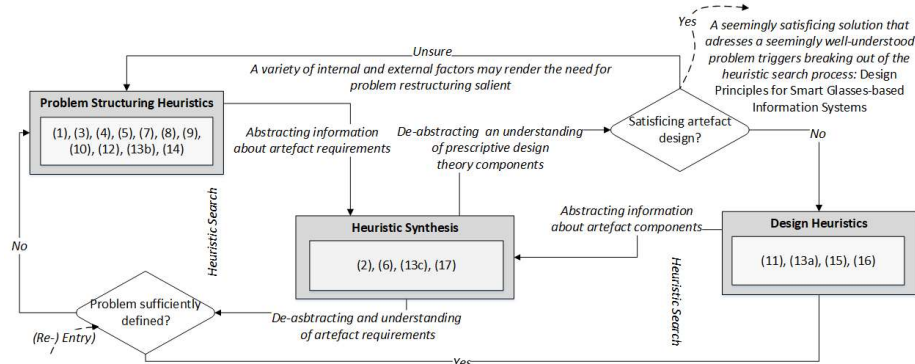 Yes
A seemingly satisficing solution that
adresses a seemingly well-understood
problem triggers breaking out of the
heuristic search process: Design
Principles for Smart Glasses-based
Information Systems
Unsure
A variety of internal and external factors may render the need for
problem restructuring salient
Problem Structuring Heuristics
(1), (3), (4), (5), (7), (8), (9),
(10), (12), (13b), (14)
Abstracting information
about artefact requirements
De-abstracting an understanding
of prescriptive design
theory components
Satisficing artefact
design?
No
Heuristic Search
Heuristic Synthesis
(2), (6), (13c), (17)
Abstracting information
about artefact components
Design Heuristics
(11), (13a), (15), (16)
Heuristic Search
No
Problem sufficiently
defined?
(Re-) Entry)
De-asbtracting and understanding
of artefact requirements
Yes